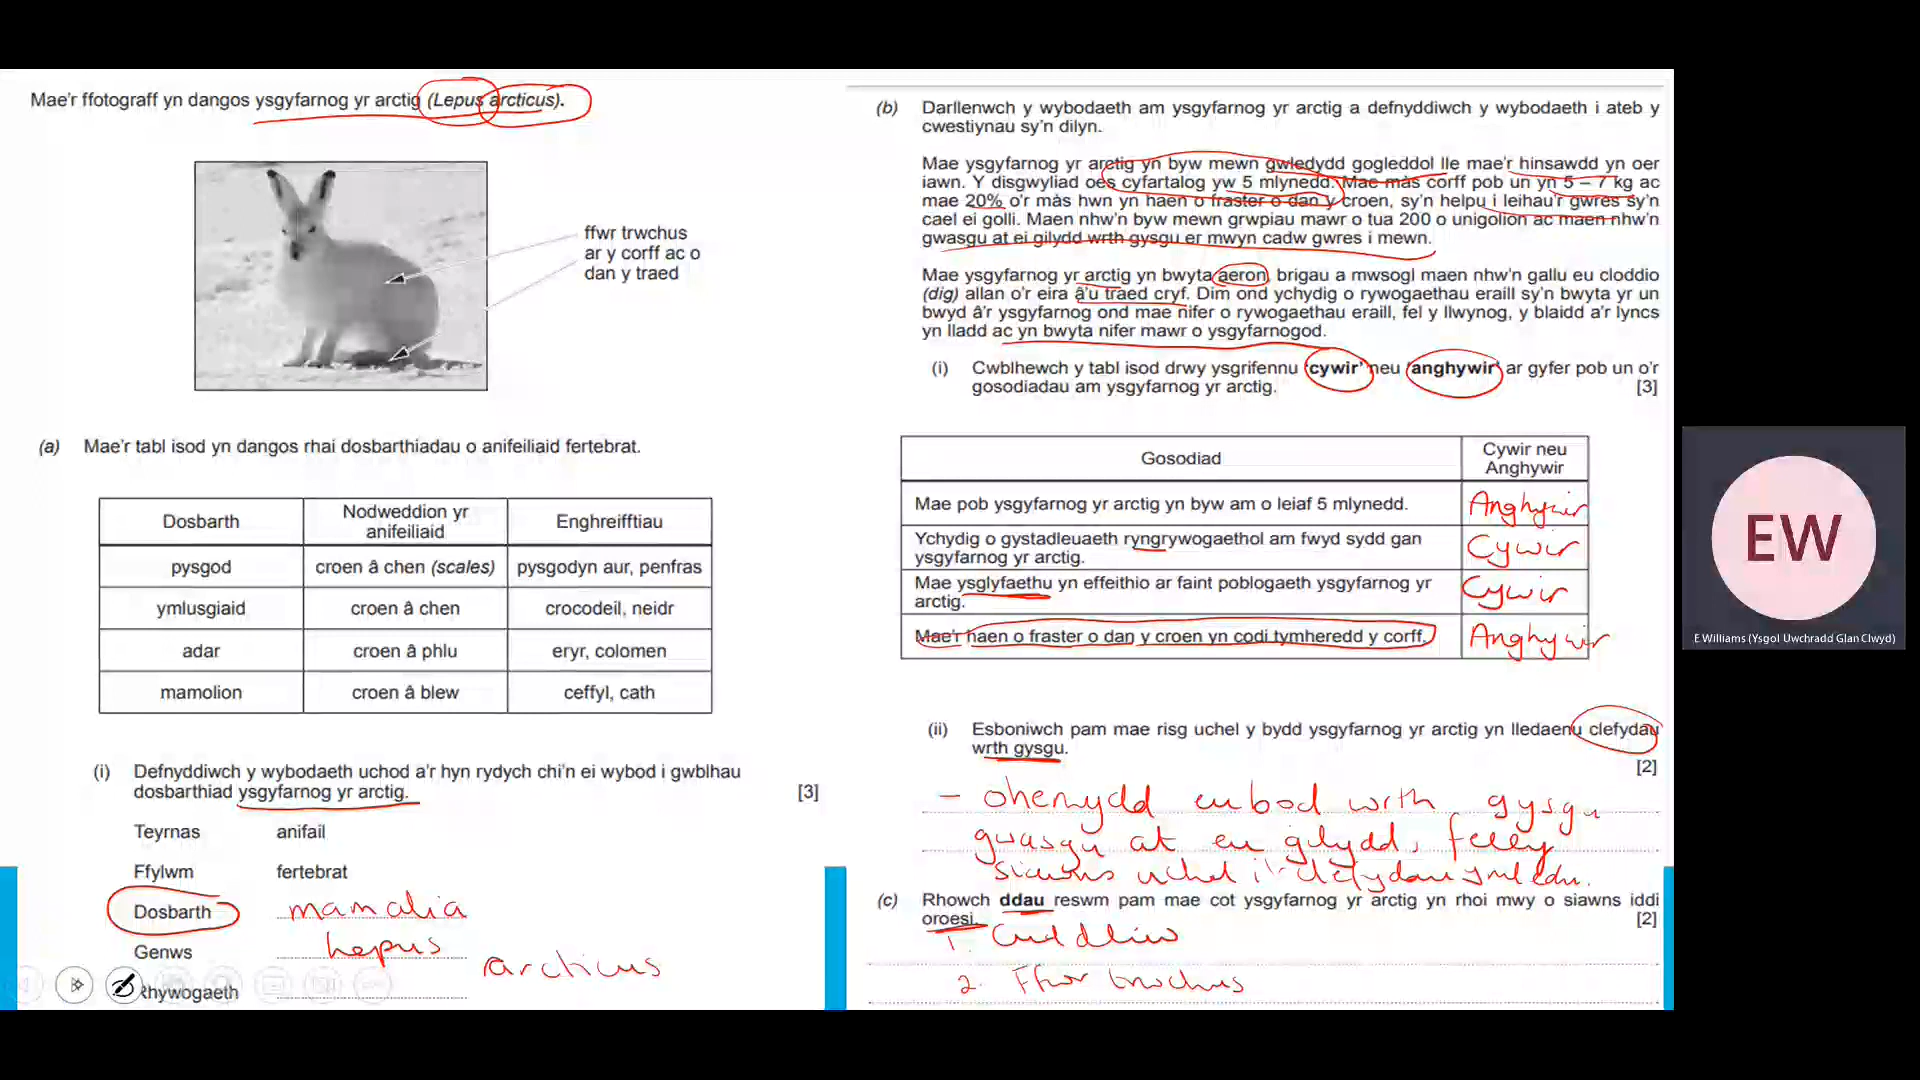 Mae'r ffotograff yn dangos ysgyfarnog yr arctig (Lepus arcticus).
ffwr trwchus
ar y corff ac o
dan y traed
(a) Mae'r tabl isod yn dangos rhai dosbarthiadau o anifeiliaid fertebrat.
Dosbarth Nodweddion yr anifeiliaid Enghreifftiau
pysgod croen â chen (scales) pysgodyn aur, penfras
ymlusgiaid croen â chen crocodeil, neidr
adar croen â phlu eryr, colomen
mamolion croen â blew ceffyl, cath
(i) Defnyddiwch y wybodaeth uchod a'r hyn rydych chi'n ei wybod i gwblhau
dosbarthiad ysgyfarnog yr arctig. [3]
Teyrnas anifail
Ffylwm fertebrat
Dosbarth mamalia
Genws Lepus
Rhywogaeth arcticus
(b) Darllenwch y wybodaeth am ysgyfarnog yr arctig a defnyddiwch y wybodaeth i ateb y
cwestiynau sy'n dilyn.
Mae ysgyfarnog yr arctig yn byw mewn gwledydd gogleddol lle mae'r hinsawdd yn oer
iawn. Y disgwyliad oes cyfartalog yw 5 mlynedd. Mae màs corff pob un yn 5 – 7 kg ac
mae 20% o'r màs hwn yn haen o fraster o dan y croen, sy'n helpu i leihau'r gwres sy'n
cael ei golli. Maen nhw'n byw mewn grwpiau mawr o tua 200 o unigolion ac maen nhw'n
gwasgu at ei gilydd wrth gysgu er mwyn cadw gwres i mewn.
Mae ysgyfarnog yr arctig yn bwyta aeron, brigau a mwsogl maen nhw'n gallu eu cloddio
(dig) allan o'r eira â'u traed cryf. Dim ond ychydig o rywogaethau eraill sy'n bwyta yr un
bwyd â'r ysgyfarnog ond mae nifer o rywogaethau eraill, fel y llwynog, y blaidd a'r lyncs
yn lladd ac yn bwyta nifer mawr o ysgyfarnogod.
(i) Cwblhewch y tabl isod drwy ysgrifennu 'cywir' neu 'anghywir' ar gyfer pob un o'r
gosodiadau am ysgyfarnog yr arctig. [3]
Gosodiad Cywir neu Anghywir
Mae pob ysgyfarnog yr arctig yn byw am o leiaf 5 mlynedd. Anghywir
Ychydig o gystadleuaeth ryngrywogaethol am fwyd sydd gan
ysgyfarnog yr arctig. Cywir
Mae ysglyfaethu yn effeithio ar faint poblogaeth ysgyfarnog yr
arctig. Cywir
Mae'r haen o fraster o dan y croen yn codi tymheredd y corff. Anghywir
(ii) Esboniwch pam mae risg uchel y bydd ysgyfarnog yr arctig yn lledaenu clefydau
wrth gysgu. [2]
- oherwydd eu bod wrth gysgu
gwasgu at eu gilydd, felly
siawns uchel i'r clefydau ymledu.
(c) Rhowch ddau reswm pam mae cot ysgyfarnog yr arctig yn rhoi mwy o siawns iddi
oroesi. [2]
1. Cuddliw
2. Ffwr trwchus
EW
E Williams (Ysgol Uwchradd Glan Clwyd)